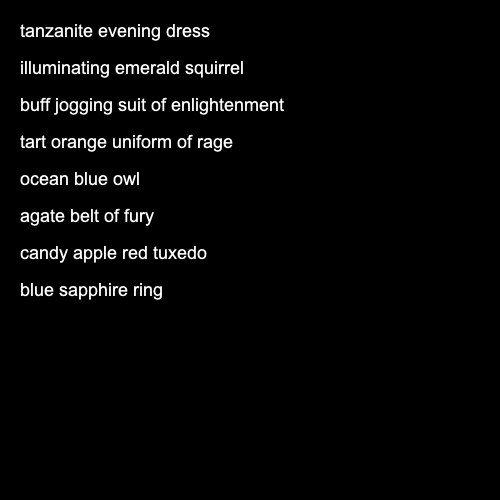 tanzanite evening dress
illuminating emerald squirrel
buff jogging suit of enlightenment
tart orange uniform of rage
ocean blue owl
agate belt of fury
candy apple red tuxedo
blue sapphire ring